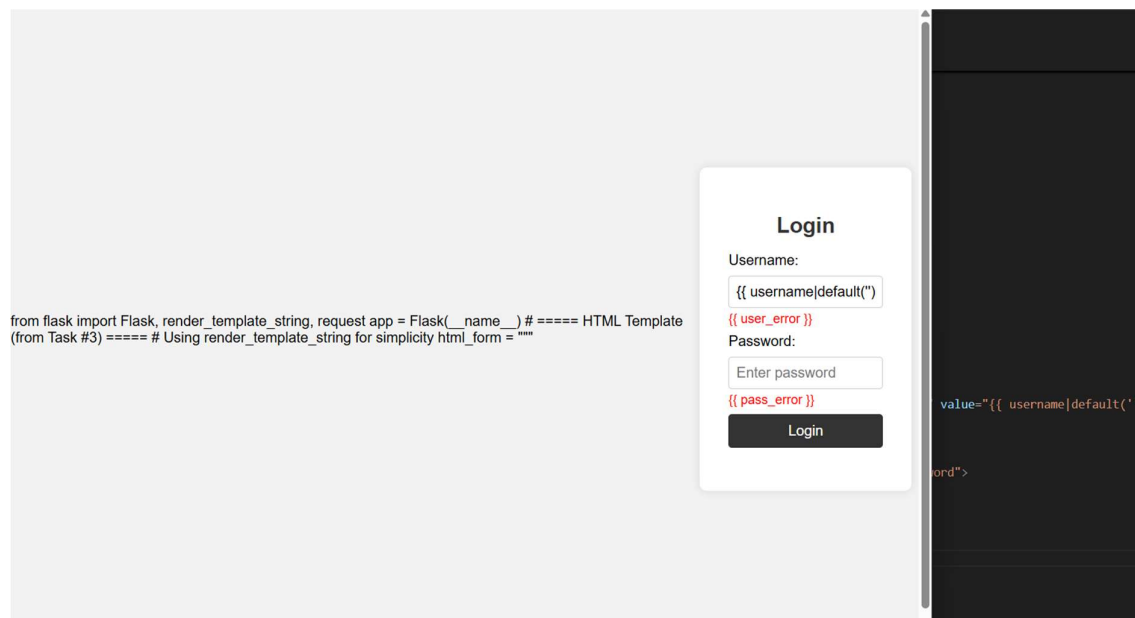 Login
Username:
{{ username|default('')
{{ user_error }}
from flask import Flask, render_template_string, request app = Flask(__name__) # ===== HTML Template
(from Task #3) ===== # Using render_template_string for simplicity html_form = """
Password:
Enter password
{{ pass_error }}
Login
' value="{{ username|default('
word">